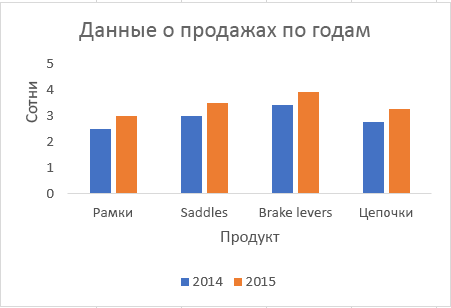 Данные о продажах по годам
Сотни
5
4
3
2
1
0
Рамки Saddles Brake levers Цепочки
Продукт
2014 2015